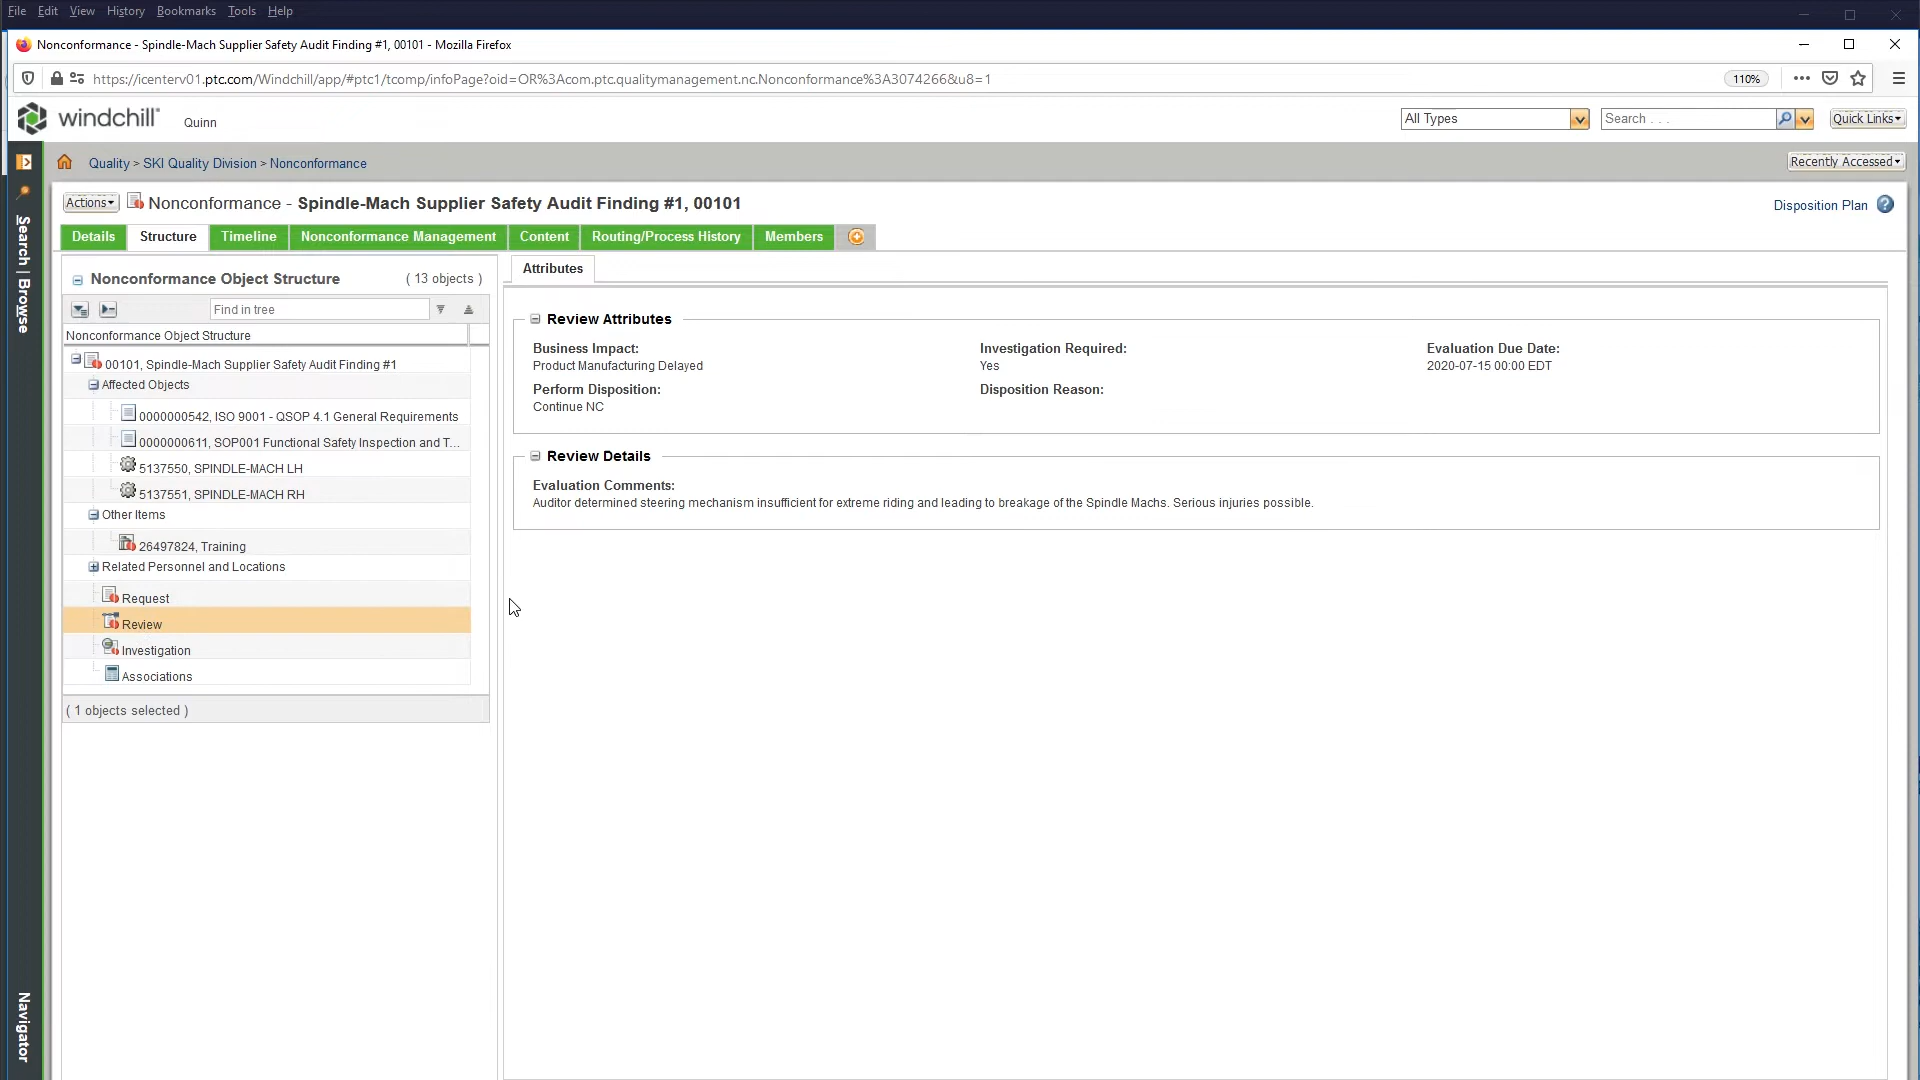 File Edit View History Bookmarks Tools Help
Nonconformance - Spindle-Mach Supplier Safety Audit Finding #1, 00101 - Mozilla Firefox
https://icenterv01.ptc.com/Windchill/app/#ptc1/tcomp/infoPage?oid=OR%3Acom.ptc.qualitymanagement.nc.Nonconformance%3A3074266&u8=1
110%
windchill
Quinn
All Types
Search . . .
Quick Links
Quality > SKI Quality Division > Nonconformance
Recently Accessed
Search | Browse
Navigator
Actions
Nonconformance - Spindle-Mach Supplier Safety Audit Finding #1, 00101
Disposition Plan
Details Structure Timeline Nonconformance Management Content Routing/Process History Members
Nonconformance Object Structure ( 13 objects )
Find in tree
Nonconformance Object Structure
00101, Spindle-Mach Supplier Safety Audit Finding #1
Affected Objects
0000000542, ISO 9001 - QSOP 4.1 General Requirements
0000000611, SOP001 Functional Safety Inspection and T...
5137550, SPINDLE-MACH LH
5137551, SPINDLE-MACH RH
Other Items
26497824, Training
Related Personnel and Locations
Request
Review
Investigation
Associations
( 1 objects selected )
Attributes
Review Attributes
Business Impact: Investigation Required: Evaluation Due Date:
Product Manufacturing Delayed Yes 2020-07-15 00:00 EDT
Perform Disposition: Disposition Reason:
Continue NC
Review Details
Evaluation Comments:
Auditor determined steering mechanism insufficient for extreme riding and leading to breakage of the Spindle Machs. Serious injuries possible.